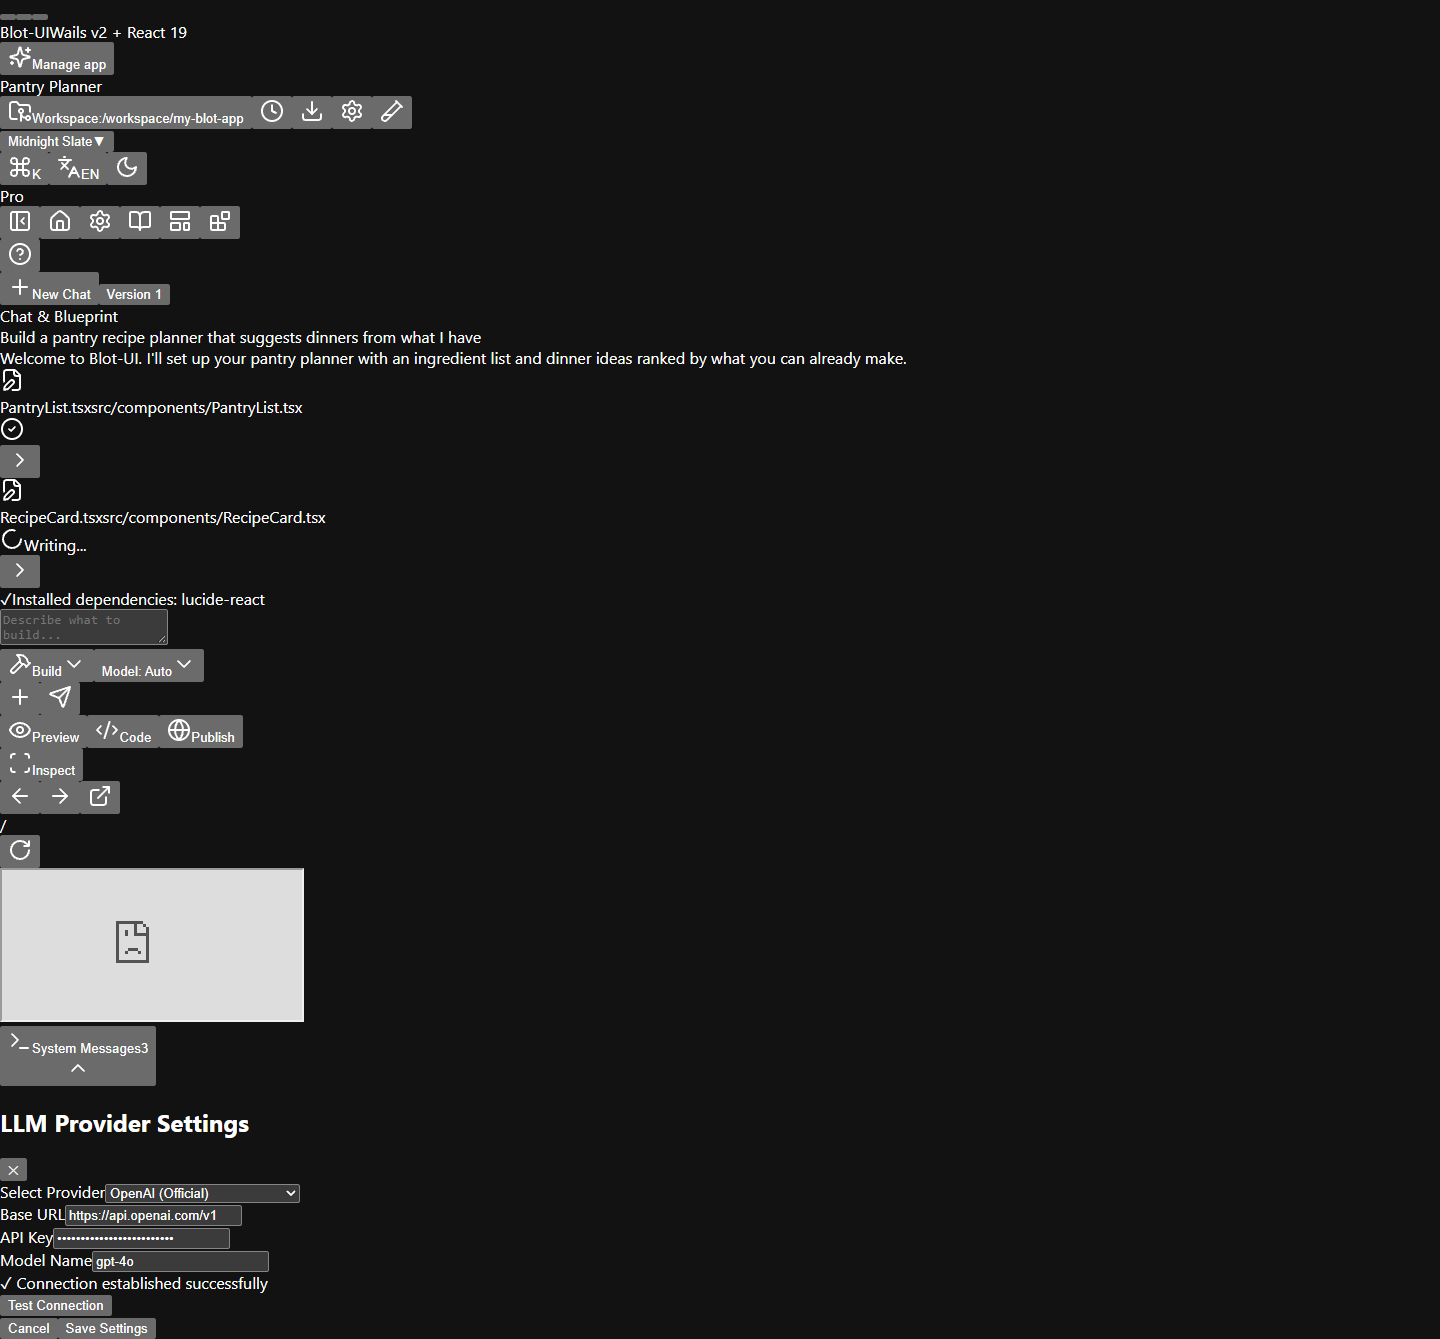 Blot-UIWails v2 + React 19
Manage app
Pantry Planner
Workspace:/workspace/my-blot-app
Midnight Slate▼
K EN
Pro
New Chat Version 1
Chat & Blueprint
Build a pantry recipe planner that suggests dinners from what I have
Welcome to Blot-UI. I'll set up your pantry planner with an ingredient list and dinner ideas ranked by what you can already make.
PantryList.tsxsrc/components/PantryList.tsx
RecipeCard.tsxsrc/components/RecipeCard.tsx
Writing...
✓Installed dependencies: lucide-react
Describe what to
build...
Build Model: Auto
Preview Code Publish
Inspect
/
System Messages3
LLM Provider Settings
×
Select Provider OpenAI (Official)
Base URL https://api.openai.com/v1
API Key •••••••••••••••••••••••••
Model Name gpt-4o
✓ Connection established successfully
Test Connection
Cancel Save Settings